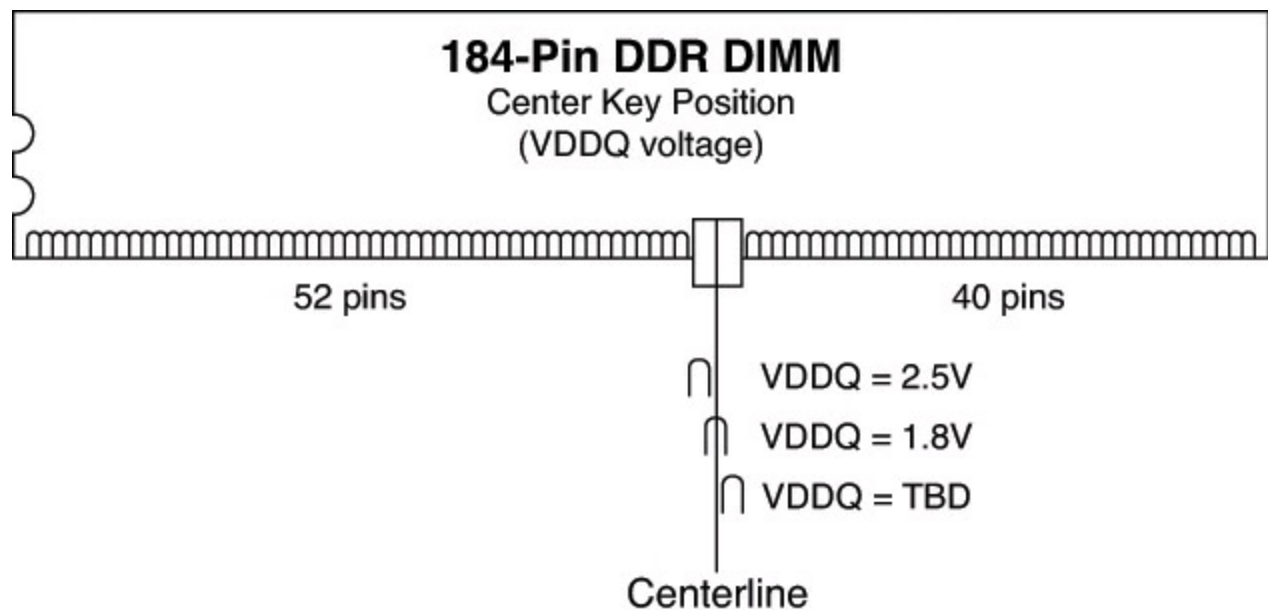 184-Pin DDR DIMM
Center Key Position
(VDDQ voltage)
52 pins
40 pins
VDDQ = 2.5V
VDDQ = 1.8V
VDDQ = TBD
Centerline